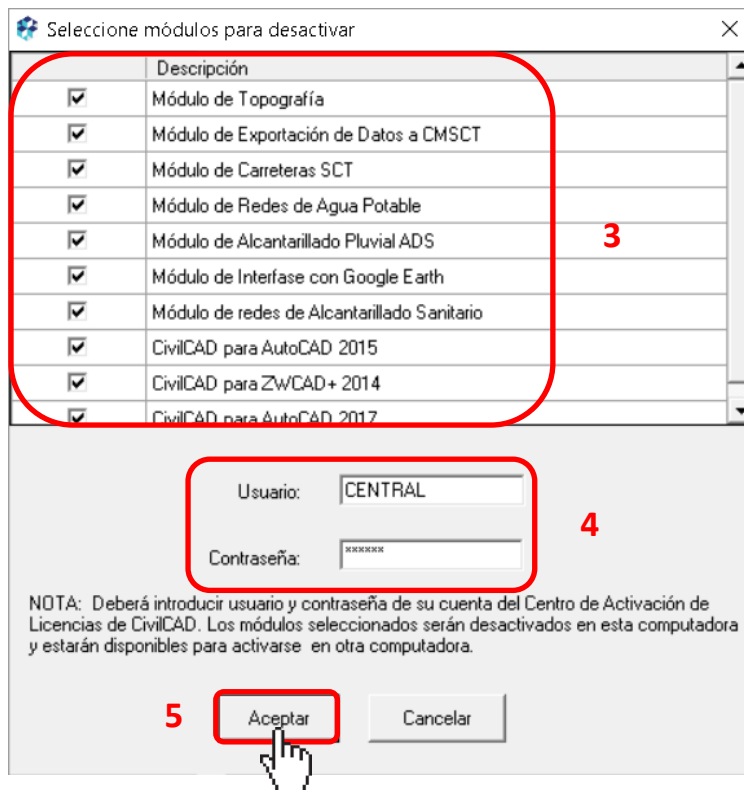 Seleccione módulos para desactivar
Descripción
Módulo de Topografía
Módulo de Exportación de Datos a CMSCT
Módulo de Carreteras SCT
Módulo de Redes de Agua Potable
3
Módulo de Alcantarillado Pluvial ADS
Módulo de Interfase con Google Earth
Módulo de redes de Alcantarillado Sanitario
CivilCAD para AutoCAD 2015
CivilCAD para ZWCAD+ 2014
CivilCAD para AutoCAD 2017
Usuario: CENTRAL
4
Contraseña: xxxxxx
NOTA: Deberá introducir usuario y contraseña de su cuenta del Centro de Activación de
Licencias de CivilCAD. Los módulos seleccionados serán desactivados en esta computadora
y estarán disponibles para activarse en otra computadora.
5 Aceptar Cancelar